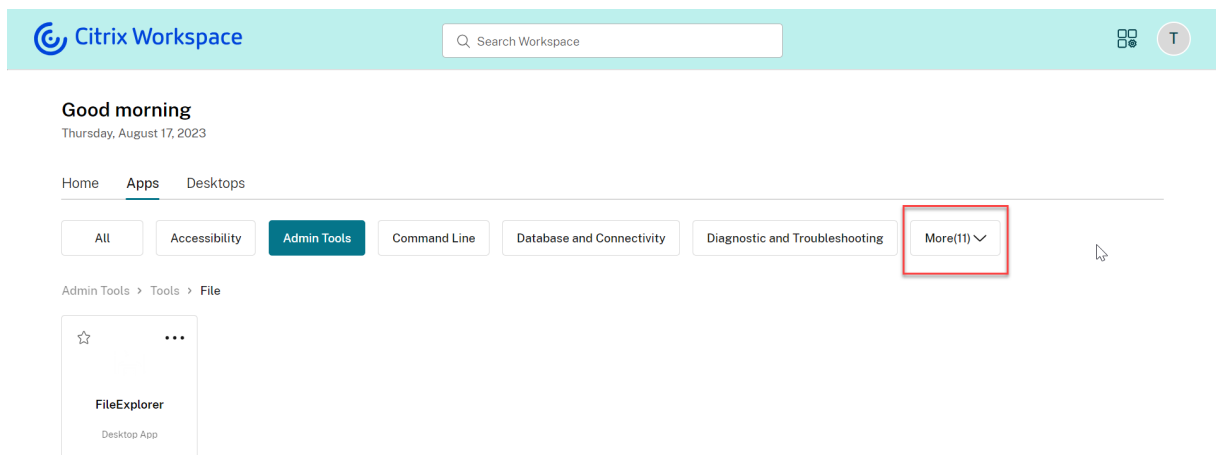 Citrix Workspace
Search Workspace
T
Good morning
Thursday, August 17, 2023
Home Apps Desktops
All Accessibility Admin Tools Command Line Database and Connectivity Diagnostic and Troubleshooting More(11)
Admin Tools > Tools > File
FileExplorer
Desktop App